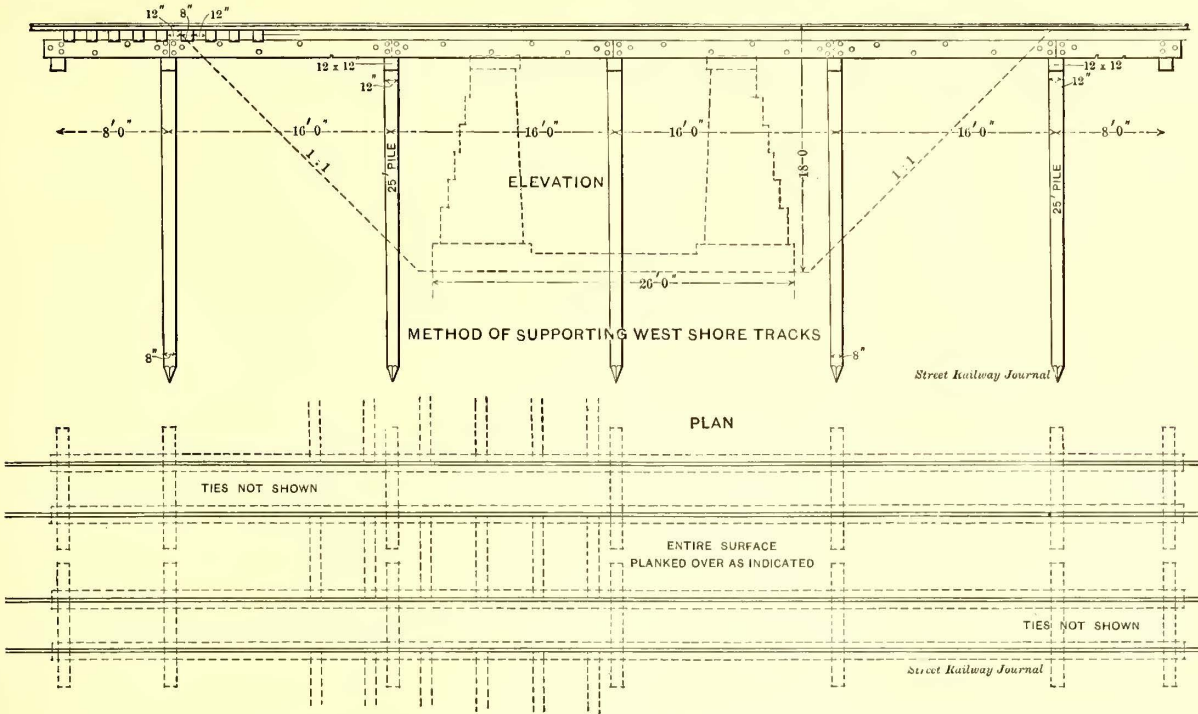 12" 8" 12"
12 x 12 12 x 12
12" 12"
8'0" 16'0" 16'0" 16'0" 16'0" 8'0"
1:1 25' PILE 18-0 1:1 25' PILE
ELEVATION
26'0"
METHOD OF SUPPORTING WEST SHORE TRACKS
8" 8"
Street Railway Journal
PLAN
TIES NOT SHOWN
ENTIRE SURFACE
PLANKED OVER AS INDICATED
TIES NOT SHOWN
Street Railway Journal